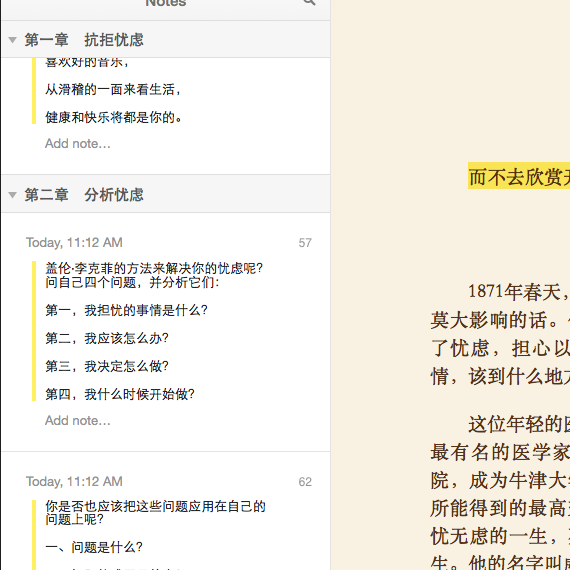 Notes
第一章 抗拒忧虑
喜欢好的音乐，
从滑稽的一面来看生活，
健康和快乐将都是你的。
Add note…
第二章 分析忧虑
Today, 11:12 AM 57
盖伦·李克菲的方法来解决你的忧虑呢？
问自己四个问题，并分析它们：
第一，我担忧的事情是什么？
第二，我应该怎么办？
第三，我决定怎么做？
第四，我什么时候开始做？
Add note…
Today, 11:12 AM 62
你是否也应该把这些问题应用在自己的
问题上呢？
一、问题是什么？
而不去欣赏
1871年春天，
莫大影响的话。
了忧虑，担心以
情，该到什么地方
这位年轻的医
最有名的医学家
院，成为牛津大
所能得到的最高
忧无虑的一生，
生。他的名字叫